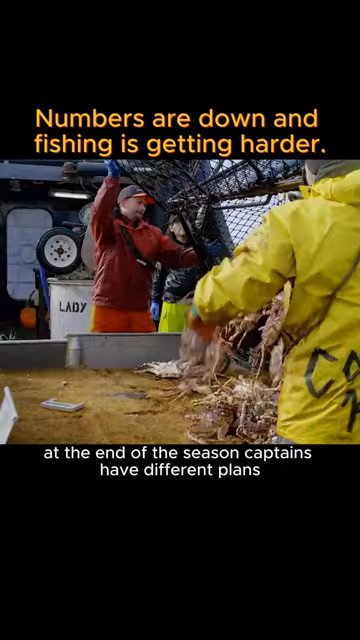 Numbers are down and
fishing is getting harder.
LADY
at the end of the season captains
have different plans